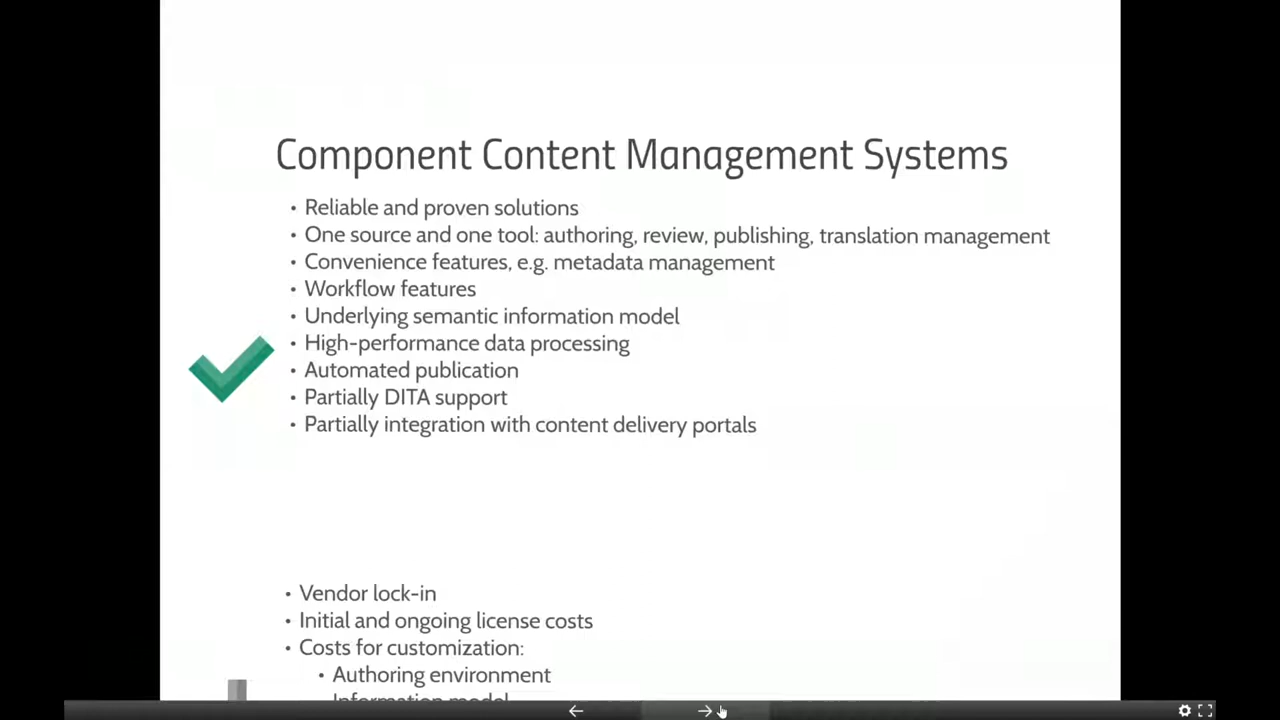 Component Content Management Systems
• Reliable and proven solutions
• One source and one tool: authoring, review, publishing, translation management
• Convenience features, e.g. metadata management
• Workflow features
• Underlying semantic information model
• High-performance data processing
• Automated publication
• Partially DITA support
• Partially integration with content delivery portals
• Vendor lock-in
• Initial and ongoing license costs
• Costs for customization:
• Authoring environment
Information model